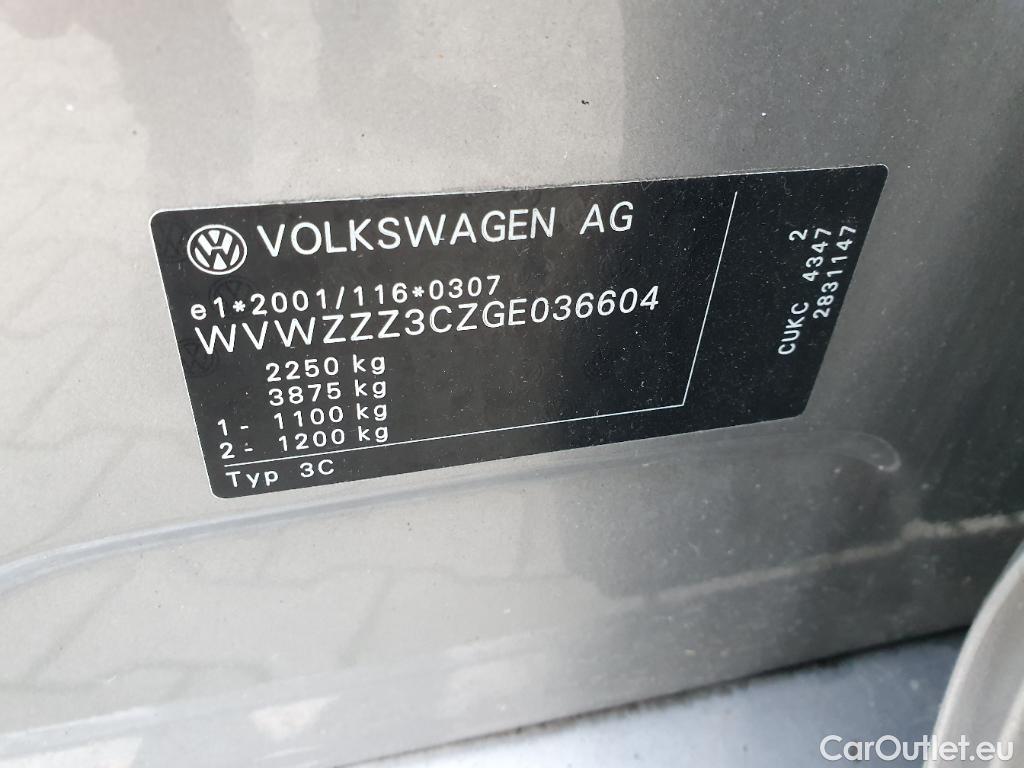 VOLKSWAGEN AG
e1*2001/116*0307
WVWZZZ3CZGE036604
2250 kg
3875 kg
1- 1100 kg
2- 1200 kg
Typ 3C
2
CUKC 4347
2831147
CarOutlet.eu